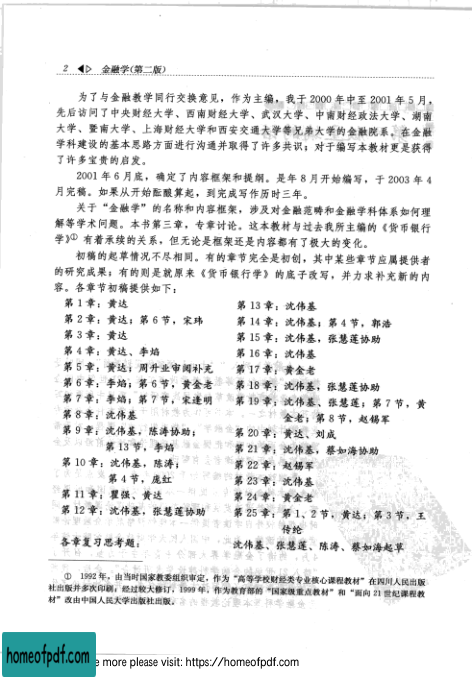 2 ◁▷ 金融学(第二版)
为了与金融教学同行交换意见，作为主编，我于 2000 年中至 2001 年 5 月，
先后访问了中央财经大学、西南财经大学、武汉大学、中南财经政法大学、湖南
大学、暨南大学、上海财经大学和西安交通大学等兄弟大学的金融院系，在金融
学科建设的基本思路方面进行沟通并取得了许多共识；对于编写本教材更是获得
了许多宝贵的启发。
2001 年 6 月底，确定了内容框架和提纲。是年 8 月开始编写，于 2003 年 4
月完稿。如果从开始酝酿算起，到完成写作历时三年。
关于“金融学”的名称和内容框架，涉及对金融范畴和金融学科体系如何理
解等学术问题。本书第三章，专章讨论。这本教材与过去我所主编的《货币银行
学》① 有着承续的关系，但无论是框架还是内容都有了极大的变化。
初稿的起草情况不尽相同。有的章节完全是初创，其中某些章节应属提供者
的研究成果；有的则是就原来《货币银行学》的底子改写，并力求补充新的内
容。各章节初稿提供如下：
第 1 章：黄达
第 2 章：黄达；第 6 节，宋玮
第 3 章：黄达
第 4 章：黄达、李焰
第 5 章：黄达；周升业审阅补充
第 6 章：李焰；第 6 节，黄金老
第 7 章：李焰；第 7 节，宋逢明
第 8 章：沈伟基
第 9 章：沈伟基，陈涛协助；
第 13 节，李焰
第 10 章：沈伟基，陈涛；
第 4 节，庞红
第 11 章：瞿强、黄达
第 12 章：沈伟基，张慧莲协助
第 13 章：沈伟基
第 14 章：沈伟基；第 4 节，郭浩
第 15 章：沈伟基，张慧莲协助
第 16 章：沈伟基
第 17 章：黄金老
第 18 章：沈伟基，张慧莲协助
第 19 章：沈伟基、张慧莲；第 7 节，黄
金老；第 8 节，赵锡军
第 20 章：黄达、刘成
第 21 章：沈伟基，蔡如海协助
第 22 章：赵锡军
第 23 章：沈伟基
第 24 章：黄金老
第 25 章：第 1、2 节，黄达；第 3 节，王
传纶
各章复习思考题：
沈伟基、张慧莲、陈涛、蔡如海起草
① 1992 年，由当时国家教委组织审定，作为“高等学校财经类专业核心课程教材”在四川人民出版
社出版并多次印刷；经过较大修订，1999 年，作为教育部的“国家级重点教材”和“面向 21 世纪课程教
材”改由中国人民大学出版社出版。
homeofpdf.com
e more please visit: https://homeofpdf.com